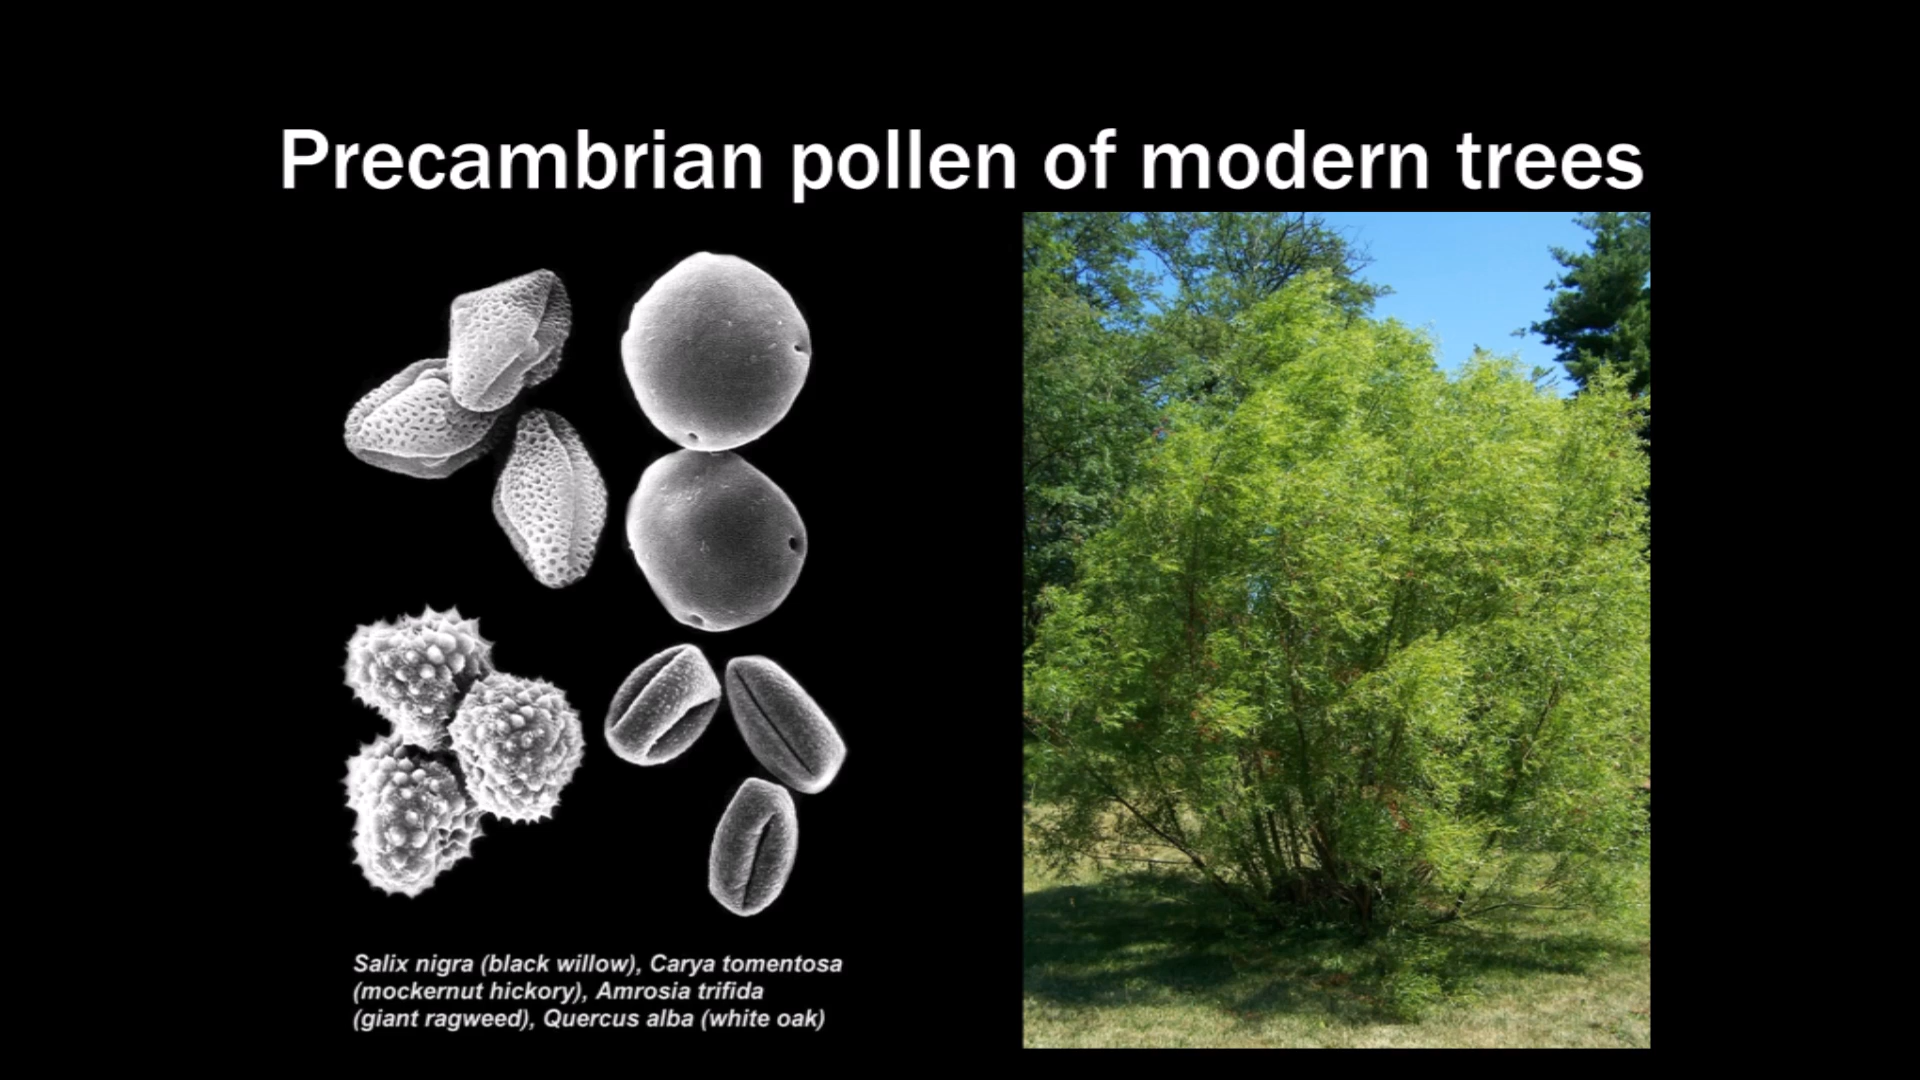 Precambrian pollen of modern trees
Salix nigra (black willow), Carya tomentosa
(mockernut hickory), Amrosia trifida
(giant ragweed), Quercus alba (white oak)